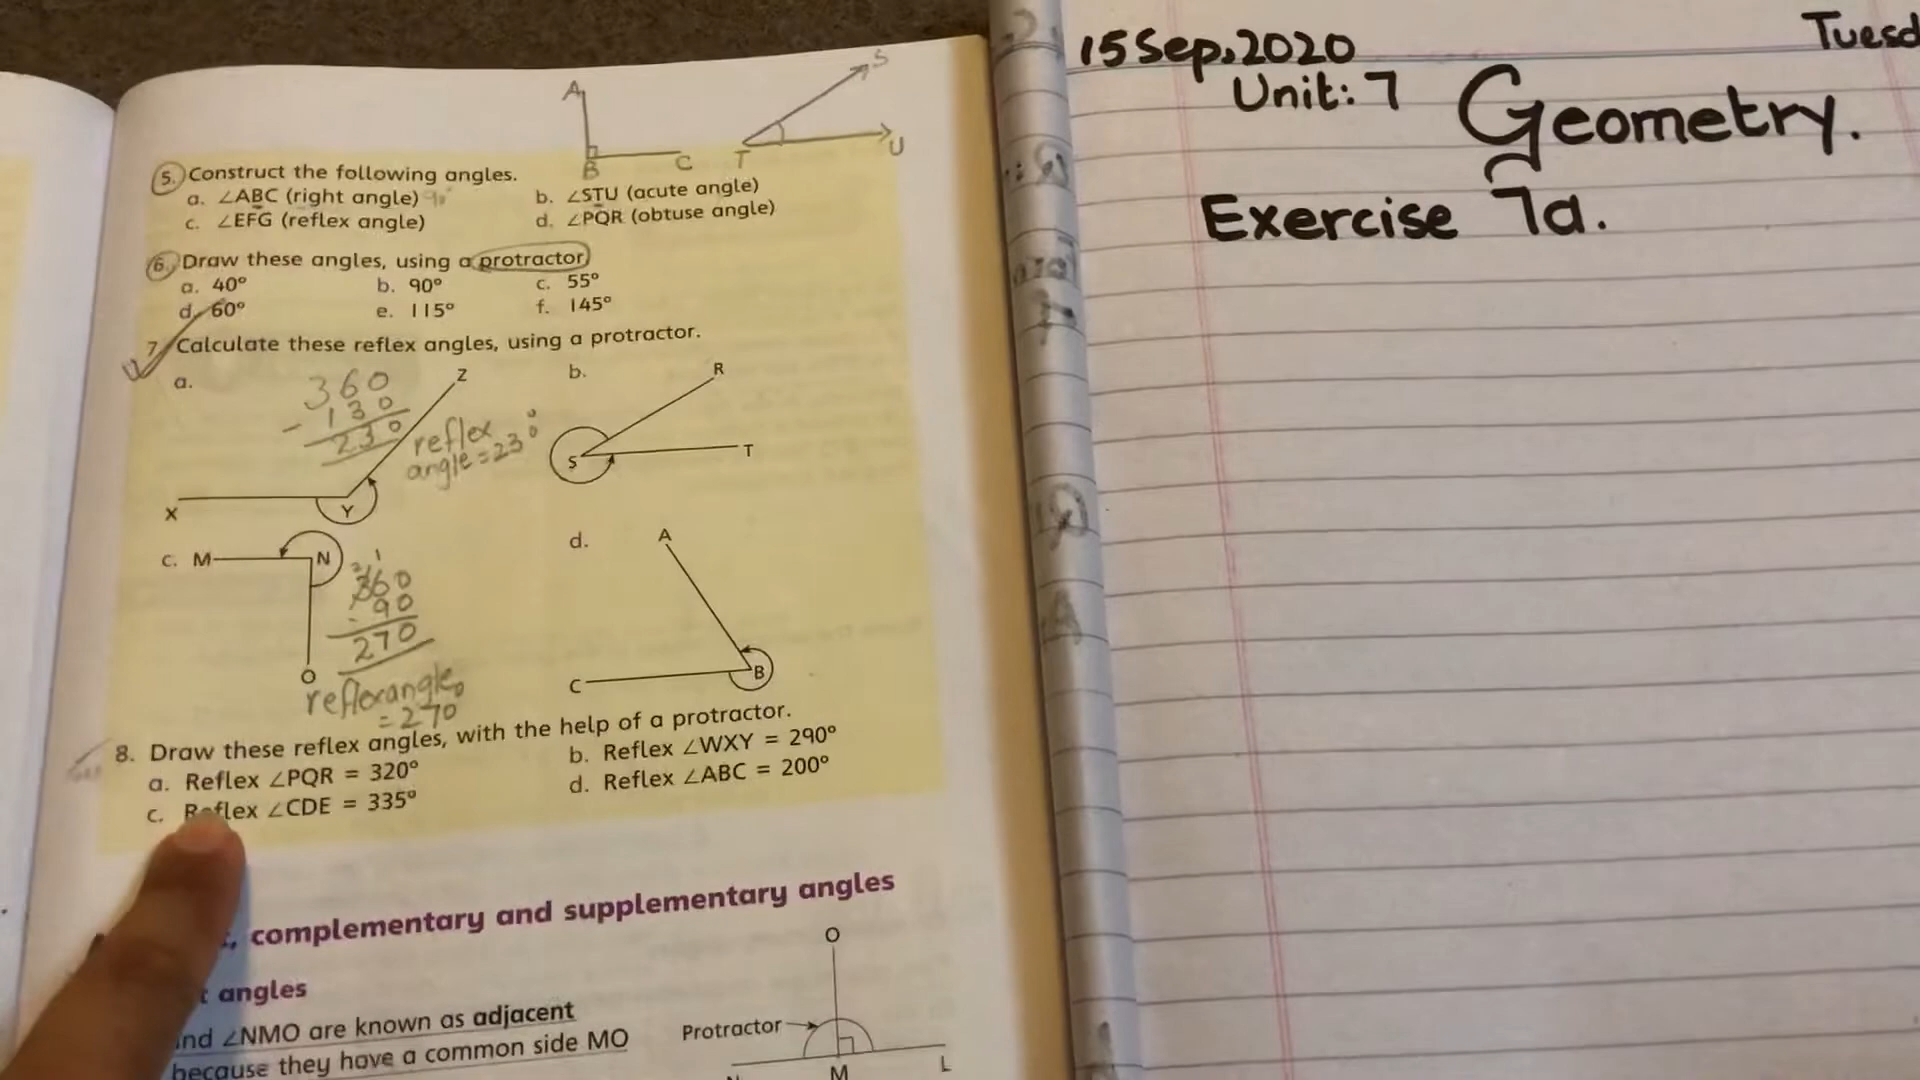 A
S
B
C
T
U
5. Construct the following angles.
a. ∠ABC (right angle)
b. ∠STU (acute angle)
c. ∠EFG (reflex angle)
d. ∠PQR (obtuse angle)
6. Draw these angles, using a protractor
a. 40°
b. 90°
c. 55°
d. 60°
e. 115°
f. 145°
7. Calculate these reflex angles, using a protractor.
a.
360
- 130
230
Z
reflex
angle = 230°
X
Y
b.
R
S
T
c. M
N
O
360
- 90
270
reflex angle
= 270°
d.
A
B
C
8. Draw these reflex angles, with the help of a protractor.
a. Reflex ∠PQR = 320°
b. Reflex ∠WXY = 290°
c. Reflex ∠CDE = 335°
d. Reflex ∠ABC = 200°
, complementary and supplementary angles
angles
∠NMO are known as adjacent
because they have a common side MO
O
Protractor
M
L
15 Sep, 2020
Tuesd
Unit: 7 Geometry.
Exercise 7a.